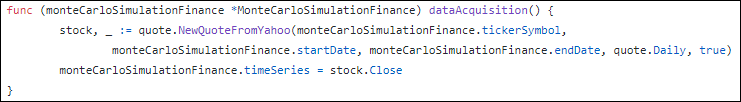 func (monteCarloSimulationFinance *MonteCarloSimulationFinance) dataAcquisition() {
stock, _ := quote.NewQuoteFromYahoo(monteCarloSimulationFinance.tickerSymbol,
monteCarloSimulationFinance.startDate, monteCarloSimulationFinance.endDate, quote.Daily, true)
monteCarloSimulationFinance.timeSeries = stock.Close
}